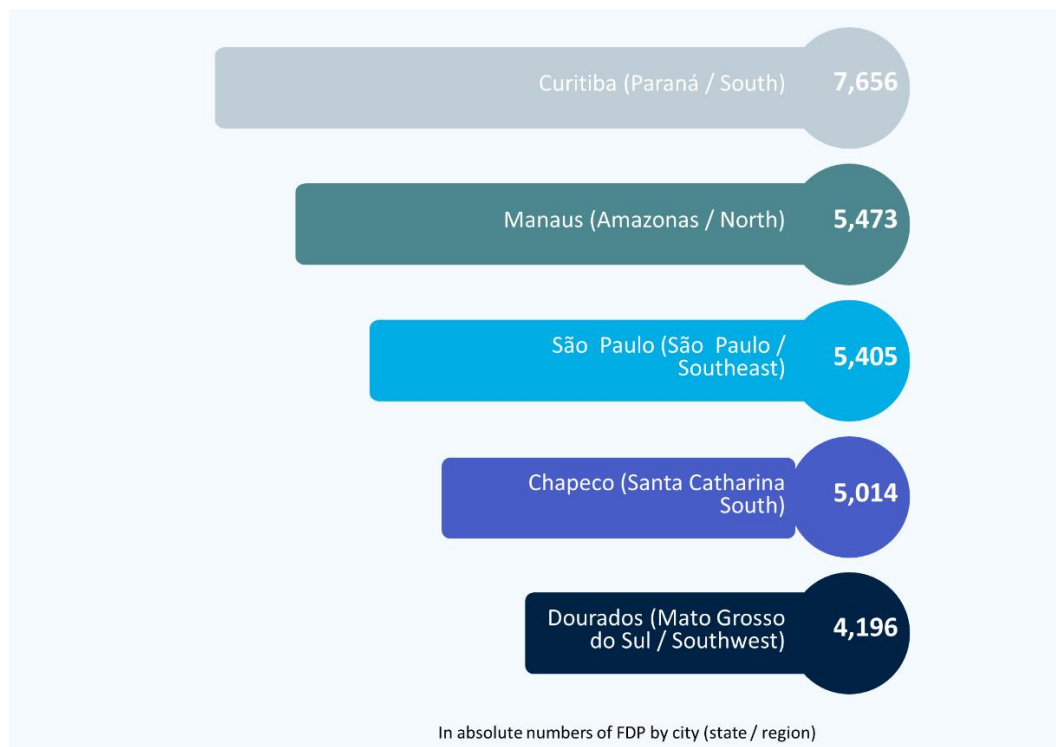 Curitiba (Paraná / South) 7,656
Manaus (Amazonas / North) 5,473
São Paulo (São Paulo /
Southeast) 5,405
Chapeco (Santa Catharina
South) 5,014
Dourados (Mato Grosso
do Sul / Southwest) 4,196
In absolute numbers of FDP by city (state / region)